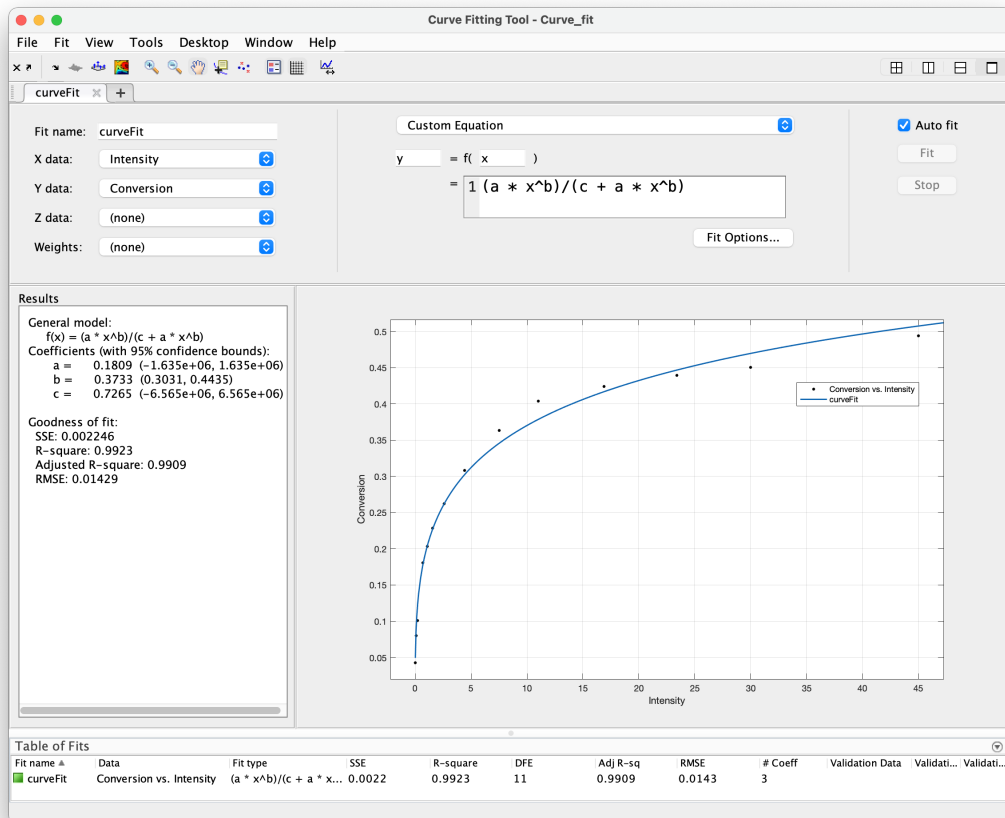 Curve Fitting Tool - Curve_fit
File Fit View Tools Desktop Window Help
curveFit
Fit name: curveFit
X data: Intensity
Y data: Conversion
Z data: (none)
Weights: (none)
Custom Equation
y = f( x )
= 1 (a * x^b)/(c + a * x^b)
Fit Options...
Auto fit
Fit
Stop
Results
General model:
f(x) = (a * x^b)/(c + a * x^b)
Coefficients (with 95% confidence bounds):
a = 0.1809 (-1.635e+06, 1.635e+06)
b = 0.3733 (0.3031, 0.4435)
c = 0.7265 (-6.565e+06, 6.565e+06)
Goodness of fit:
SSE: 0.002246
R-square: 0.9923
Adjusted R-square: 0.9909
RMSE: 0.01429
0.5
0.45
0.4
0.35
0.3
0.25
0.2
0.15
0.1
0.05
Conversion
0 5 10 15 20 25 30 35 40 45
Intensity
Conversion vs. Intensity
curveFit
Table of Fits
Fit name Data Fit type SSE R-square DFE Adj R-sq RMSE # Coeff Validation Data Validati... Validati...
curveFit Conversion vs. Intensity (a * x^b)/(c + a * x... 0.0022 0.9923 11 0.9909 0.0143 3